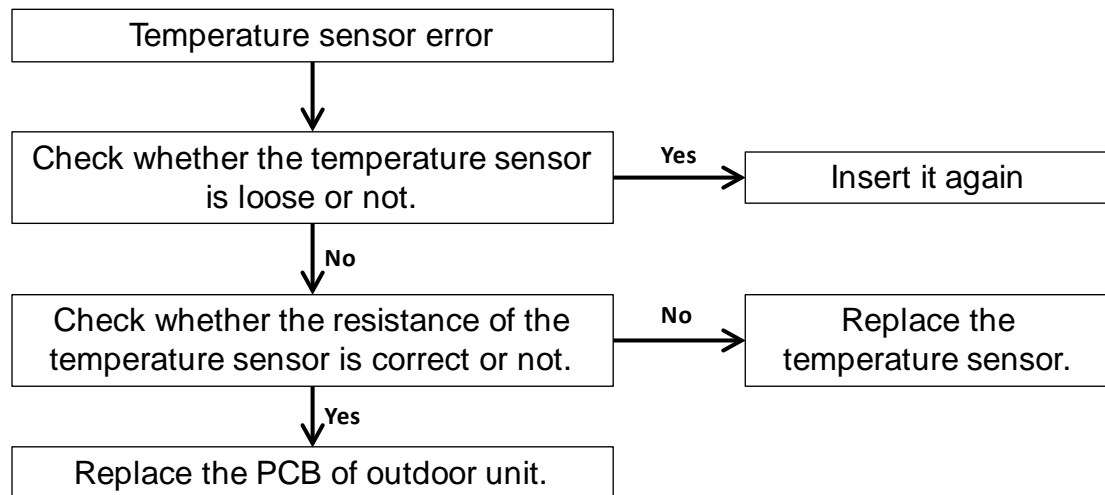 Temperature sensor error
Check whether the temperature sensor
is loose or not.
Yes
Insert it again
No
Check whether the resistance of the
temperature sensor is correct or not.
No
Replace the
temperature sensor.
Yes
Replace the PCB of outdoor unit.